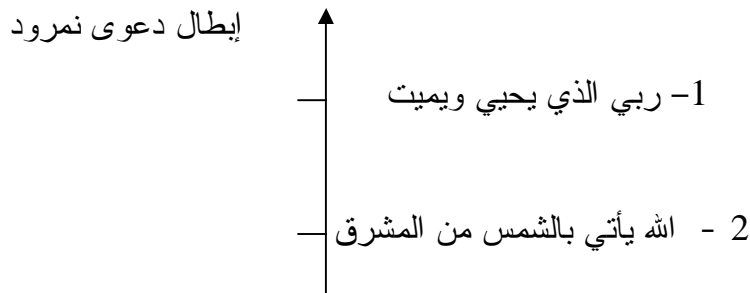 إبطال دعوى نمرود
1- ربي الذي يحيي ويميت
2 - الله يأتي بالشمس من المشرق